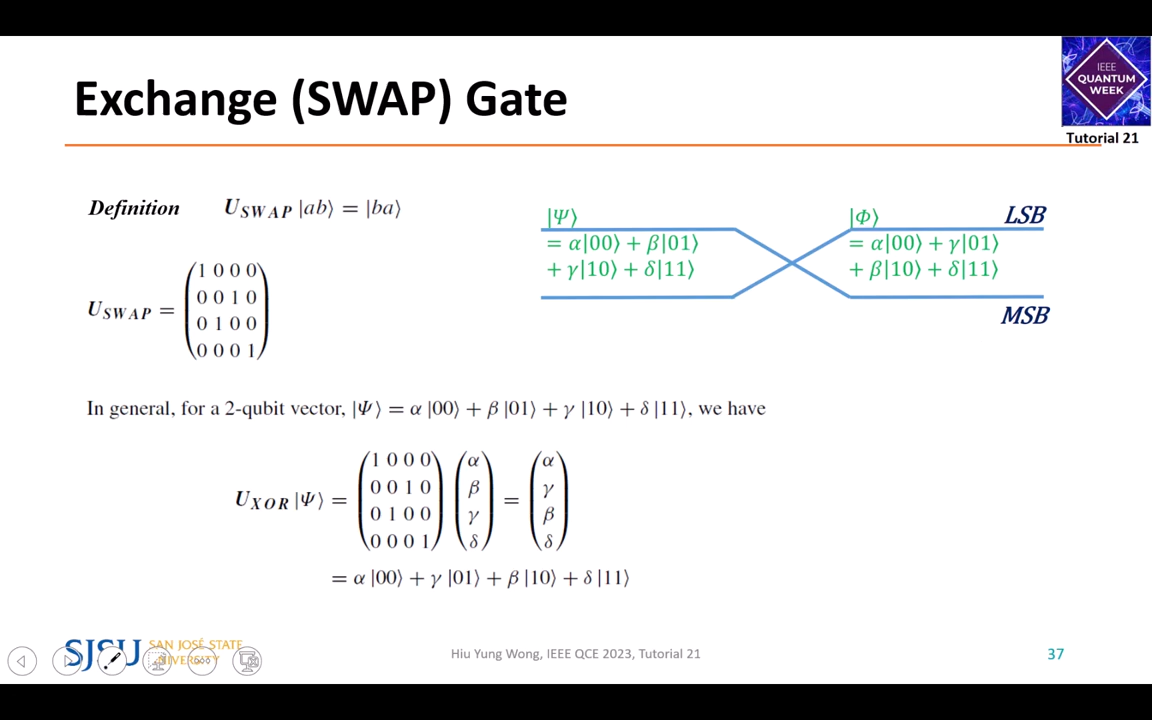 Exchange (SWAP) Gate
IEEE
QUANTUM
WEEK
Tutorial 21
Definition U_SWAP |ab⟩ = |ba⟩
U_SWAP =
1 0 0 0
0 0 1 0
0 1 0 0
0 0 0 1
|Ψ⟩
= α|00⟩ + β|01⟩
+ γ|10⟩ + δ|11⟩
|Φ⟩
= α|00⟩ + γ|01⟩
+ β|10⟩ + δ|11⟩
LSB
MSB
In general, for a 2-qubit vector, |Ψ⟩ = α |00⟩ + β |01⟩ + γ |10⟩ + δ |11⟩, we have
U_XOR |Ψ⟩ =
1 0 0 0
0 0 1 0
0 1 0 0
0 0 0 1
α
β
γ
δ
=
α
γ
β
δ
= α |00⟩ + γ |01⟩ + β |10⟩ + δ |11⟩
SJSU SAN JOSÉ STATE
UNIVERSITY
Hiu Yung Wong, IEEE QCE 2023, Tutorial 21
37